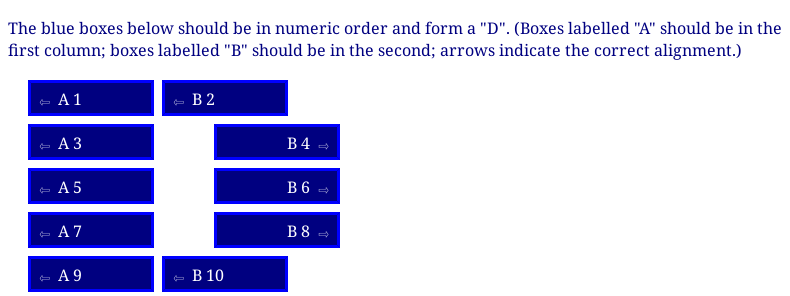 The blue boxes below should be in numeric order and form a "D". (Boxes labelled "A" should be in the
first column; boxes labelled "B" should be in the second; arrows indicate the correct alignment.)
⇦ A 1 ⇦ B 2
⇦ A 3 B 4 ⇨
⇦ A 5 B 6 ⇨
⇦ A 7 B 8 ⇨
⇦ A 9 ⇦ B 10